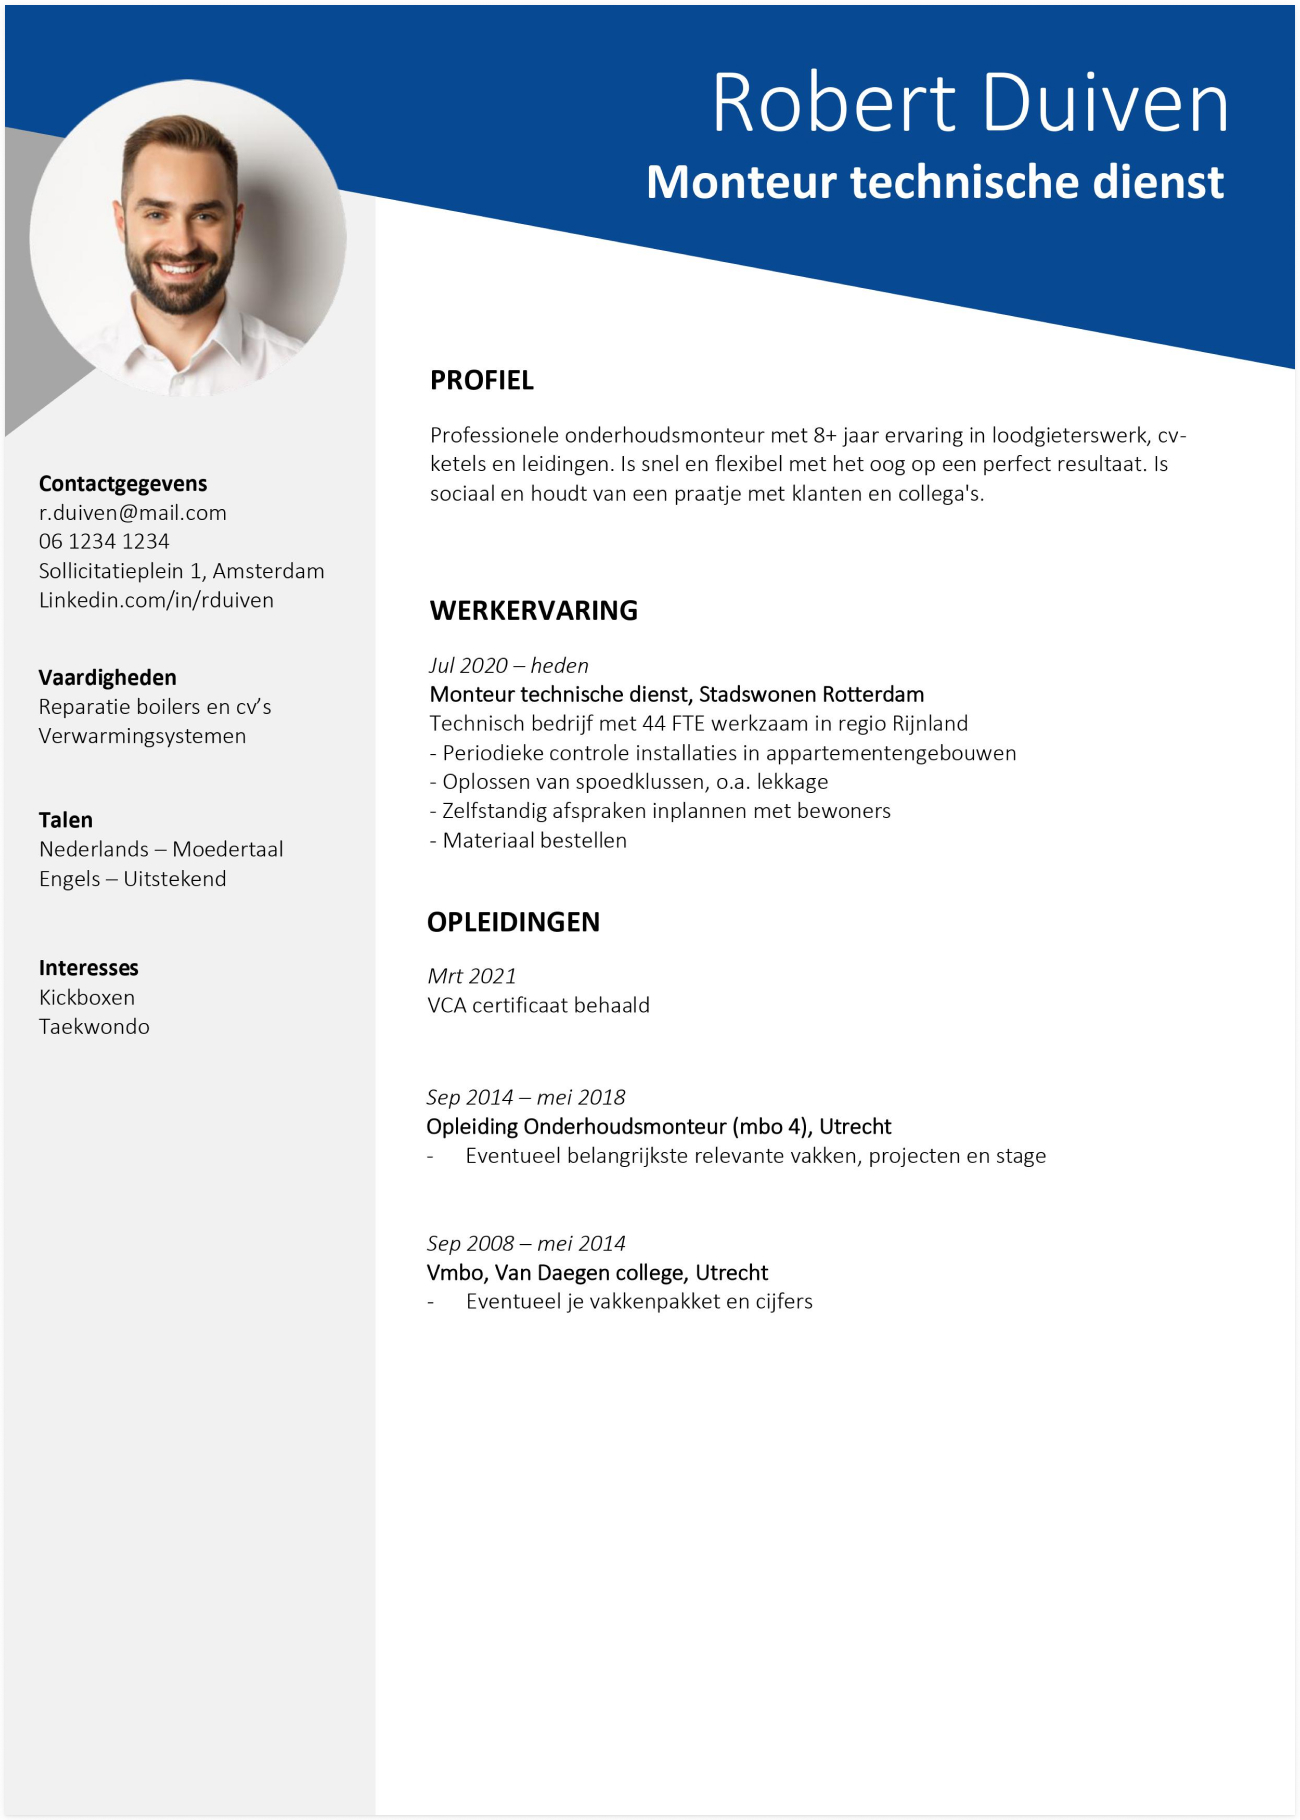 Robert Duiven
Monteur technische dienst
Contactgegevens
r.duiven@mail.com
06 1234 1234
Sollicitatieplein 1, Amsterdam
Linkedin.com/in/rduiven
Vaardigheden
Reparatie boilers en cv’s
Verwarmingsystemen
Talen
Nederlands – Moedertaal
Engels – Uitstekend
Interesses
Kickboxen
Taekwondo
PROFIEL
Professionele onderhoudsmonteur met 8+ jaar ervaring in loodgieterswerk, cv-
ketels en leidingen. Is snel en flexibel met het oog op een perfect resultaat. Is
sociaal en houdt van een praatje met klanten en collega's.
WERKERVARING
Jul 2020 – heden
Monteur technische dienst, Stadswonen Rotterdam
Technisch bedrijf met 44 FTE werkzaam in regio Rijnland
- Periodieke controle installaties in appartementengebouwen
- Oplossen van spoedklussen, o.a. lekkage
- Zelfstandig afspraken inplannen met bewoners
- Materiaal bestellen
OPLEIDINGEN
Mrt 2021
VCA certificaat behaald
Sep 2014 – mei 2018
Opleiding Onderhoudsmonteur (mbo 4), Utrecht
- Eventueel belangrijkste relevante vakken, projecten en stage
Sep 2008 – mei 2014
Vmbo, Van Daegen college, Utrecht
- Eventueel je vakkenpakket en cijfers